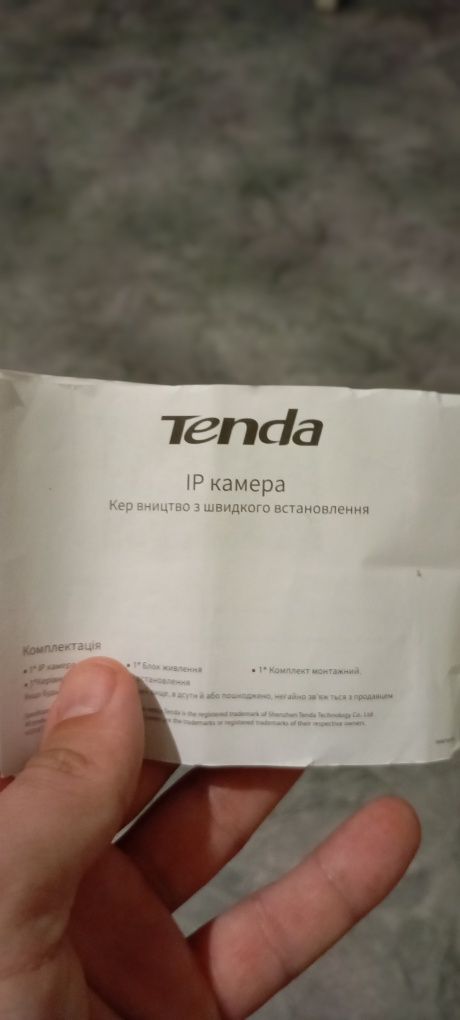 Tenda
IP камера
Кер вництво з швидкого встановлення
Комплектація
1* IP камера
1* Блок живлення
1* Комплект монтажний.
встановлення
Якщо в дсутн й або пошкоджено, негайно зв'яж ться з продавцем
Tenda is the registered trademark of Shenzhen Tenda Technology Co., Ltd
are the trademarks or registered trademarks of their respective owners.